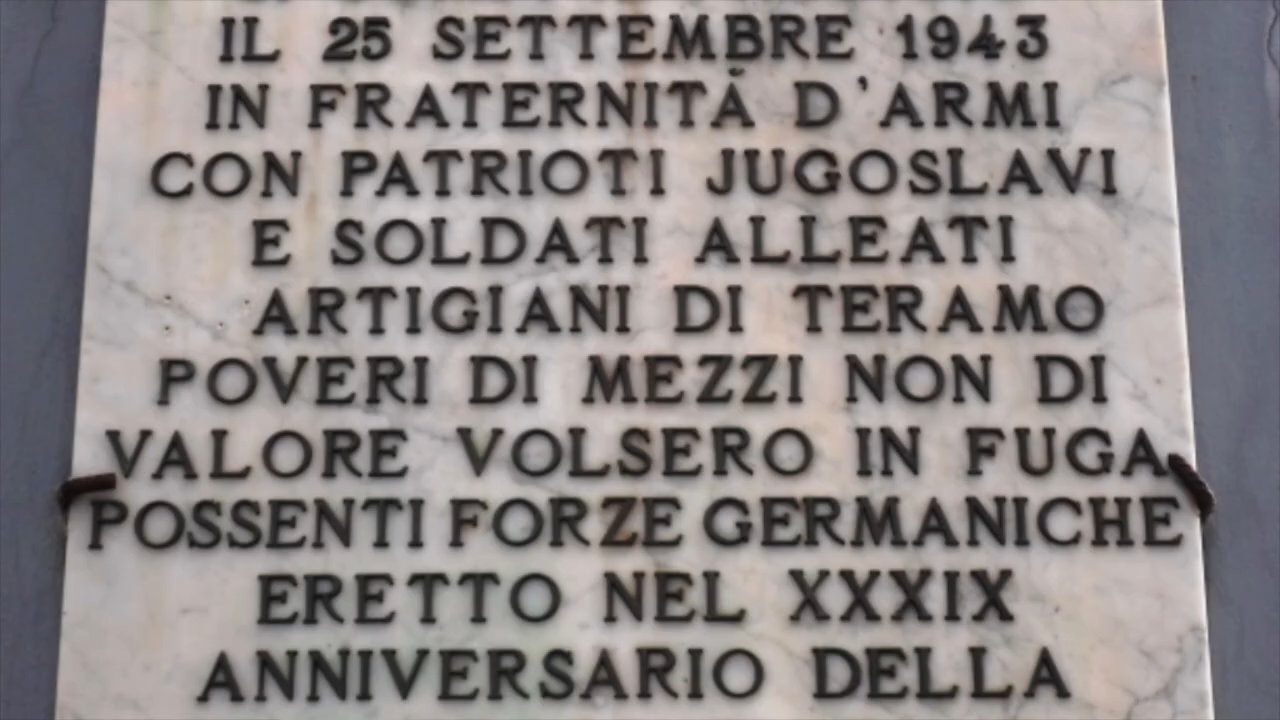 IL 25 SETTEMBRE 1943
IN FRATERNITÀ D'ARMI
CON PATRIOTI JUGOSLAVI
E SOLDATI ALLEATI
ARTIGIANI DI TERAMO
POVERI DI MEZZI NON DI
VALORE VOLSERO IN FUGA
POSSENTI FORZE GERMANICHE
ERETTO NEL XXXIX
ANNIVERSARIO DELLA